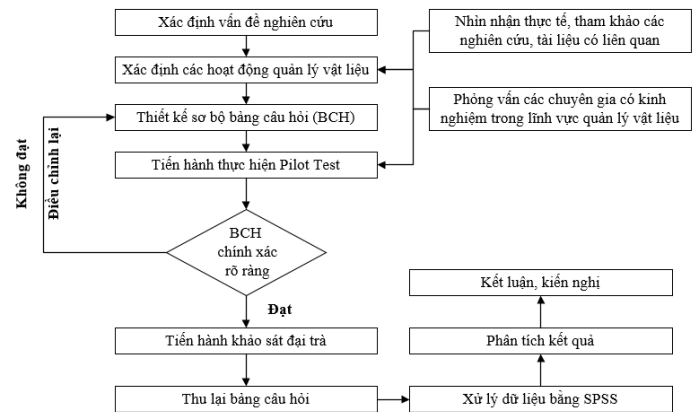 Xác định vấn đề nghiên cứu
Nhìn nhận thực tế, tham khảo các
nghiên cứu, tài liệu có liên quan
Xác định các hoạt động quản lý vật liệu
Thiết kế sơ bộ bảng câu hỏi (BCH)
Phỏng vấn các chuyên gia có kinh
nghiệm trong lĩnh vực quản lý vật liệu
Tiến hành thực hiện Pilot Test
Không đạt
Điều chỉnh lại
BCH
chính xác
rõ ràng
Đạt
Tiến hành khảo sát đại trà
Thu lại bảng câu hỏi
Xử lý dữ liệu bằng SPSS
Phân tích kết quả
Kết luận, kiến nghị